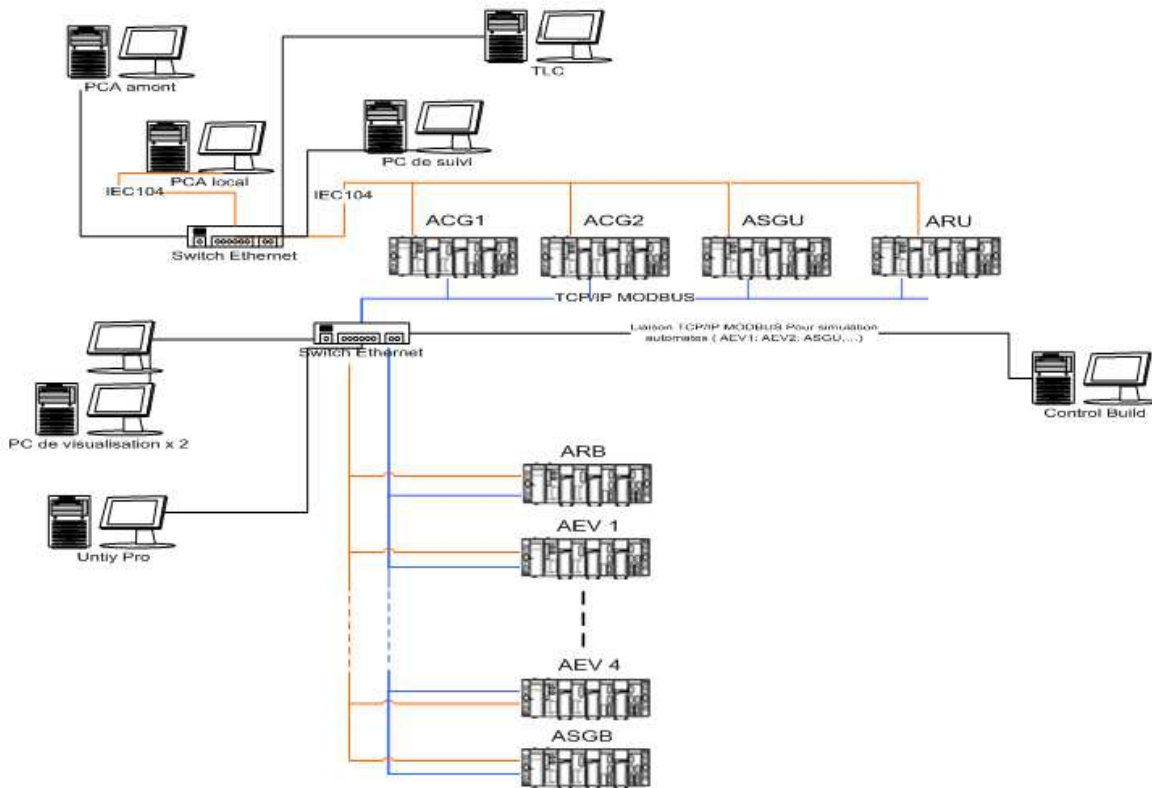 TLC
PCA amont
PC de suivi
PCA local
IEC104
IEC104
ACG1
ACG2
ASGU
ARU
Switch Ethernet
TCP/IP MODBUS
Liaison TCP/IP MODBUS Pour simulation
automates ( AEV1; AEV2; ASGU,...)
Switch Ethernet
Control Build
PC de visualisation x 2
ARB
AEV 1
Untiy Pro
AEV 4
ASGB